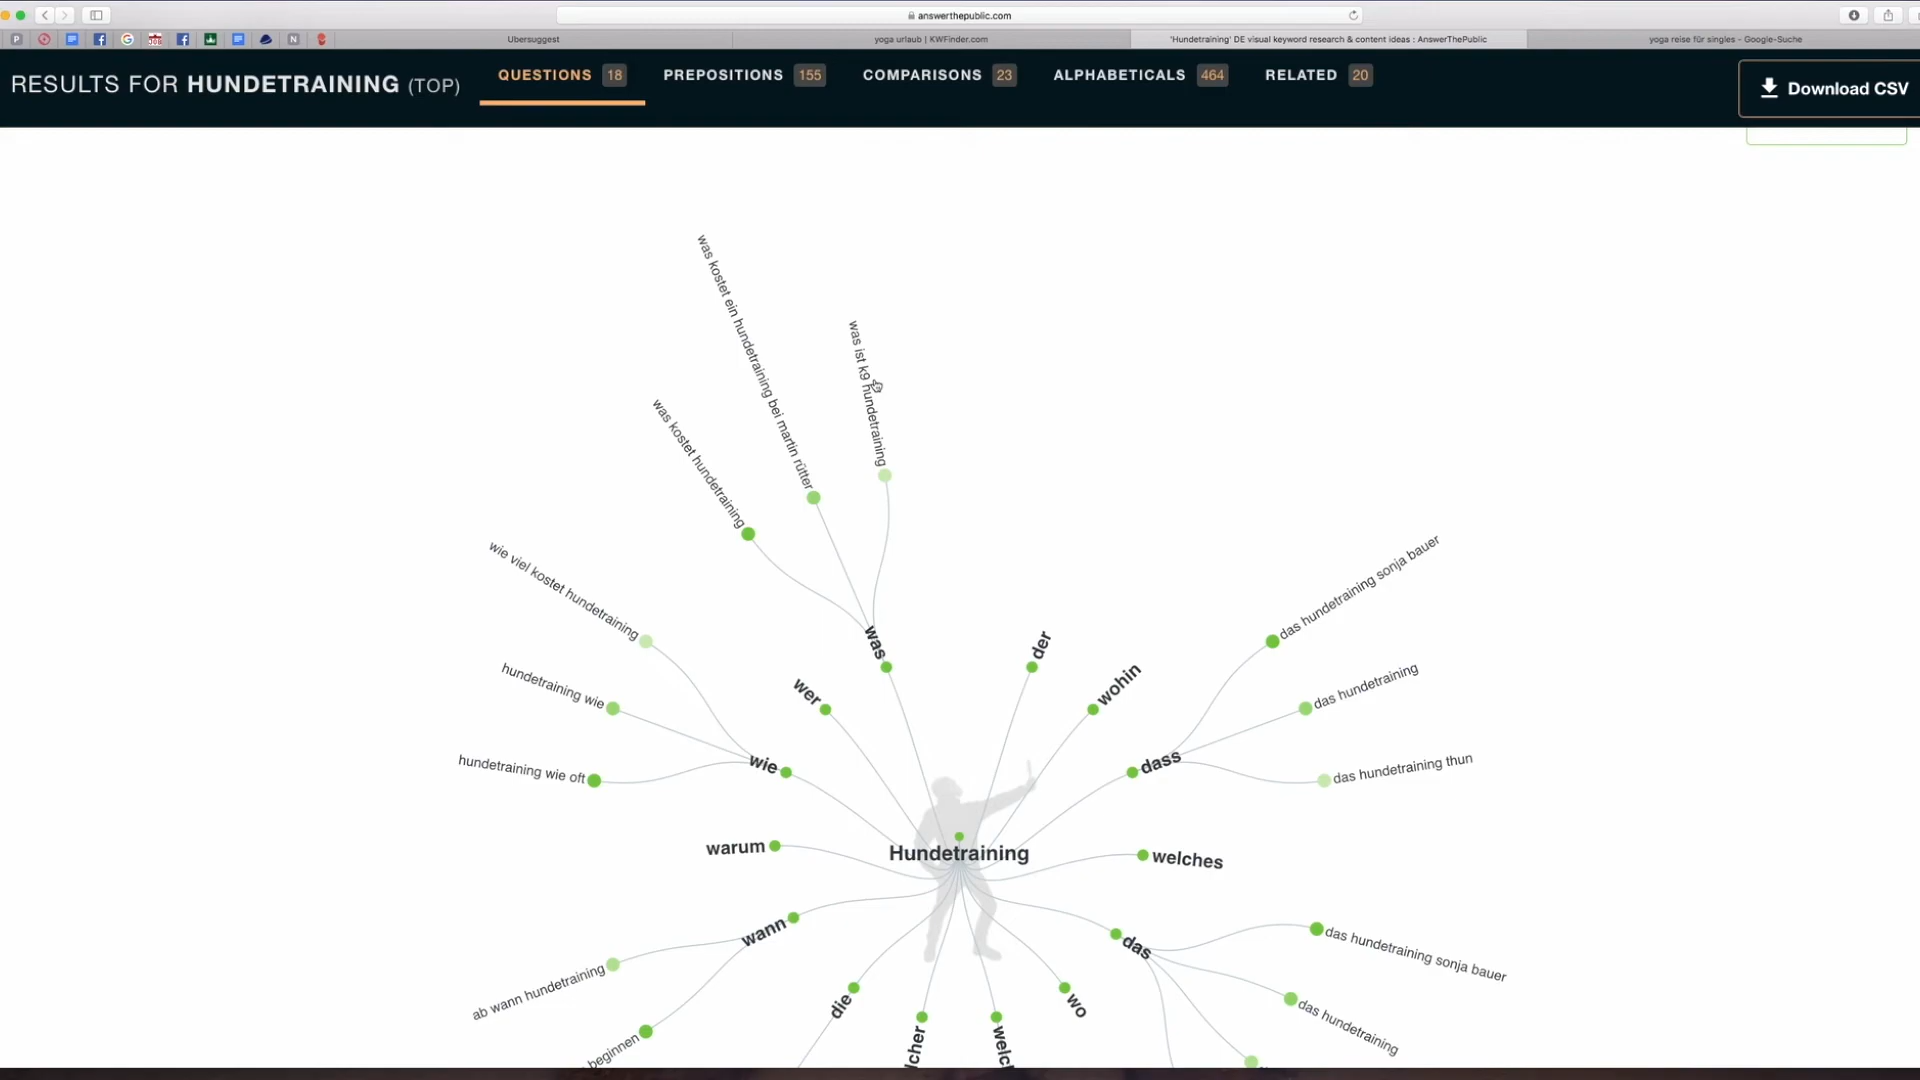 answerthepublic.com
Ubersuggest
yoga urlaub | KWFinder.com
'Hundetraining' DE visual keyword research & content ideas : AnswerThePublic
yoga reise für singles - Google-Suche
RESULTS FOR HUNDETRAINING (TOP)
QUESTIONS 18
PREPOSITIONS 155
COMPARISONS 23
ALPHABETICALS 464
RELATED 20
Download CSV
was kostet ein hundetraining bei martin rütter
was ist k9 hundetraining
was kostet hundetraining
wie viel kostet hundetraining
hundetraining wie
hundetraining wie oft
was
wer
wie
der
wohin
dass
das hundetraining sonja bauer
das hundetraining
das hundetraining thun
warum
Hundetraining
welches
wann
das
das hundetraining sonja bauer
das hundetraining
ab wann hundetraining
beginnen
die
lcher
welch
wo